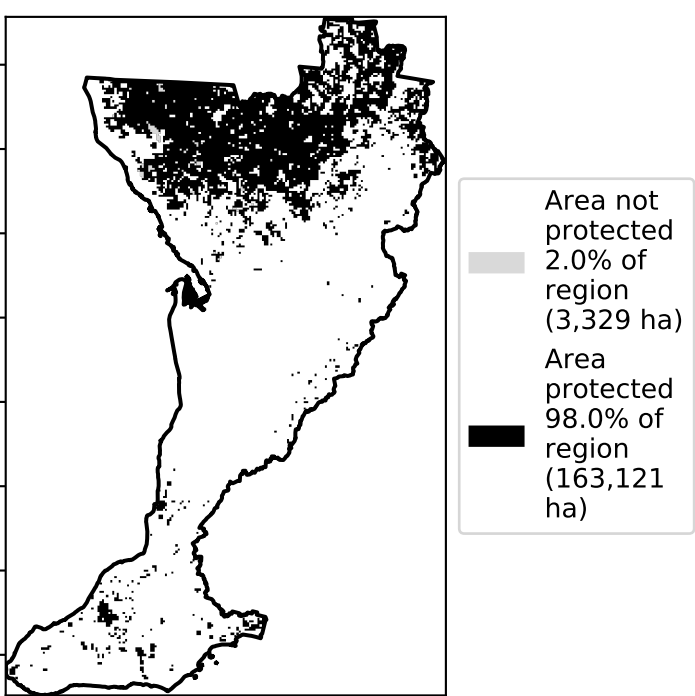 Area not
protected
2.0% of
region
(3,329 ha)
Area
protected
98.0% of
region
(163,121
ha)